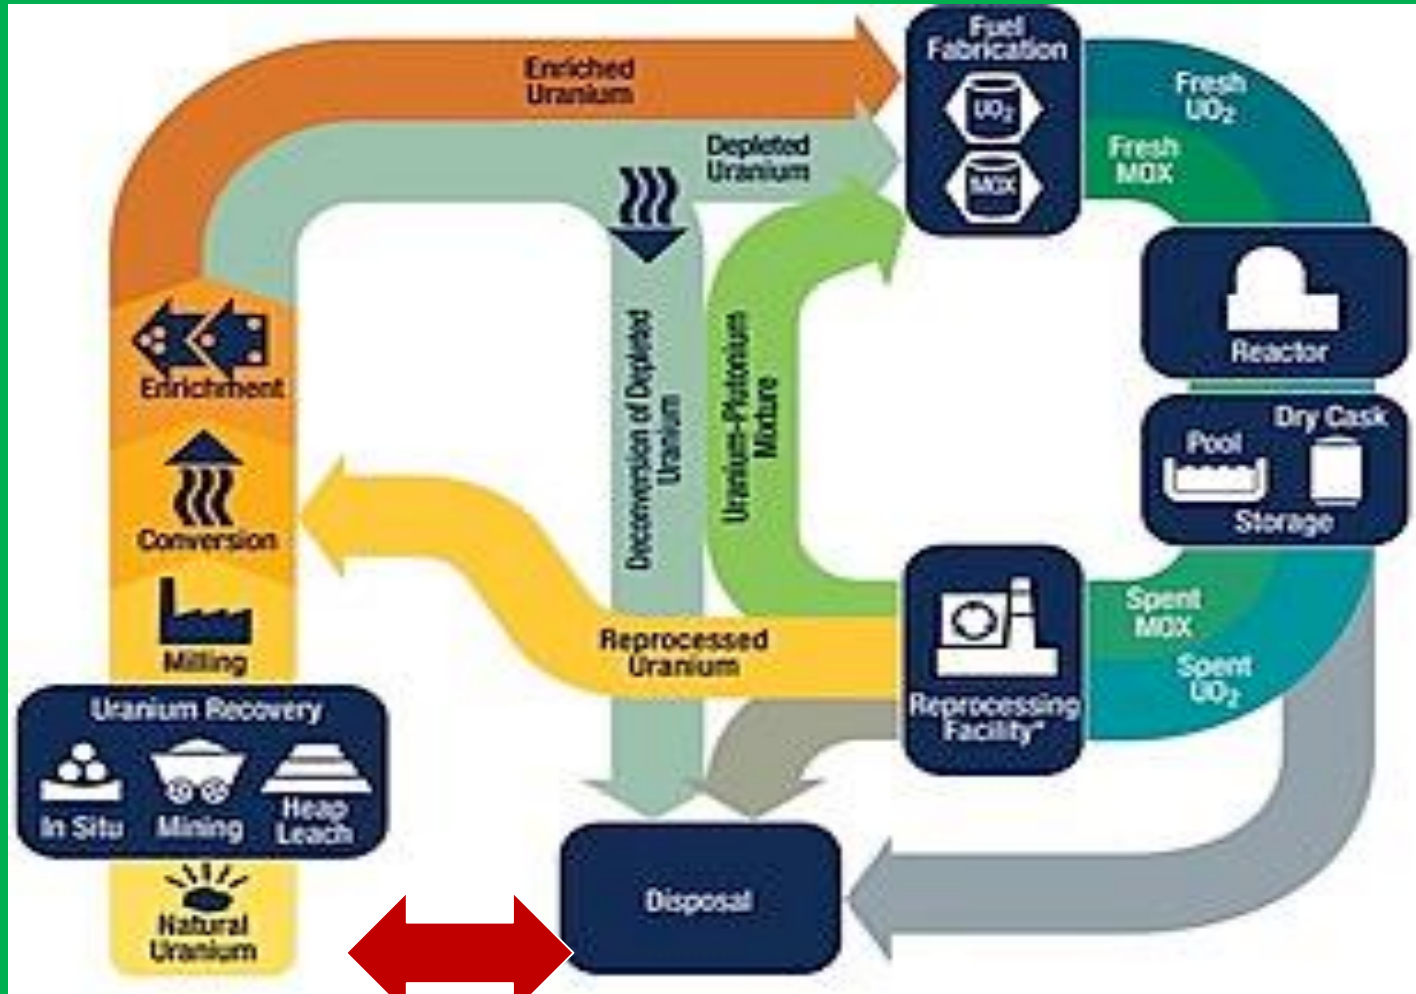 Fuel
Fabrication
UO₂
MOX
Enriched
Uranium
Depleted
Uranium
Fresh
UO₂
Fresh
MOX
Reactor
Dry Cask
Pool
Storage
Enrichment
Conversion
Milling
Deconversion of Depleted
Uranium
Uranium-Plutonium
Mixture
Reprocessed
Uranium
Spent
MOX
Spent
UO₂
Reprocessing
Facility*
Uranium Recovery
In Situ
Mining
Heap
Leach
Natural
Uranium
Disposal